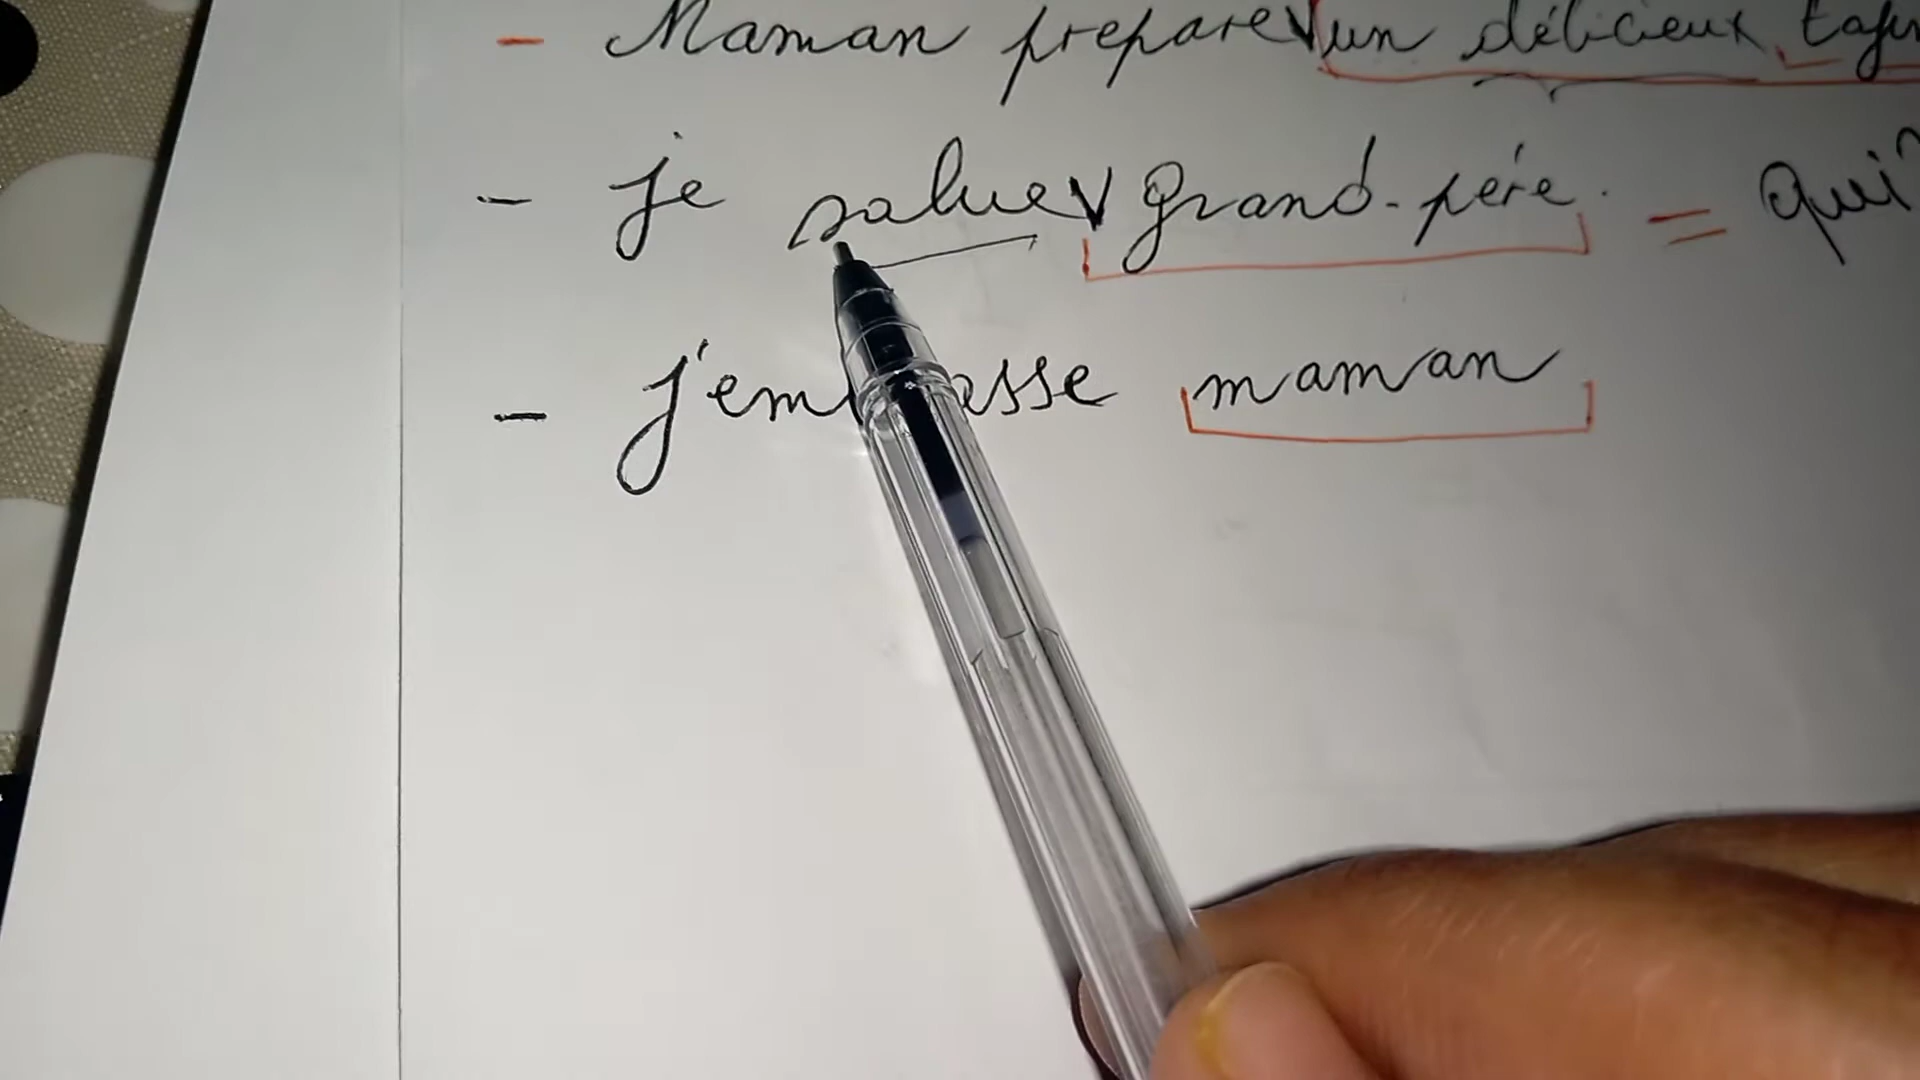 - Maman prepare un délicieux
- je salue grand-père. = qui
- j'embrasse maman